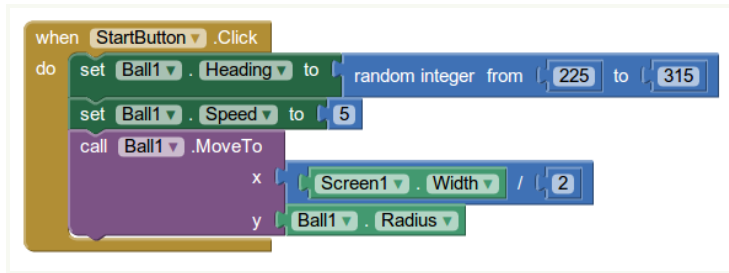 when StartButton .Click
do set Ball1 . Heading to random integer from 225 to 315
set Ball1 . Speed to 5
call Ball1 .MoveTo
x Screen1 . Width / 2
y Ball1 . Radius